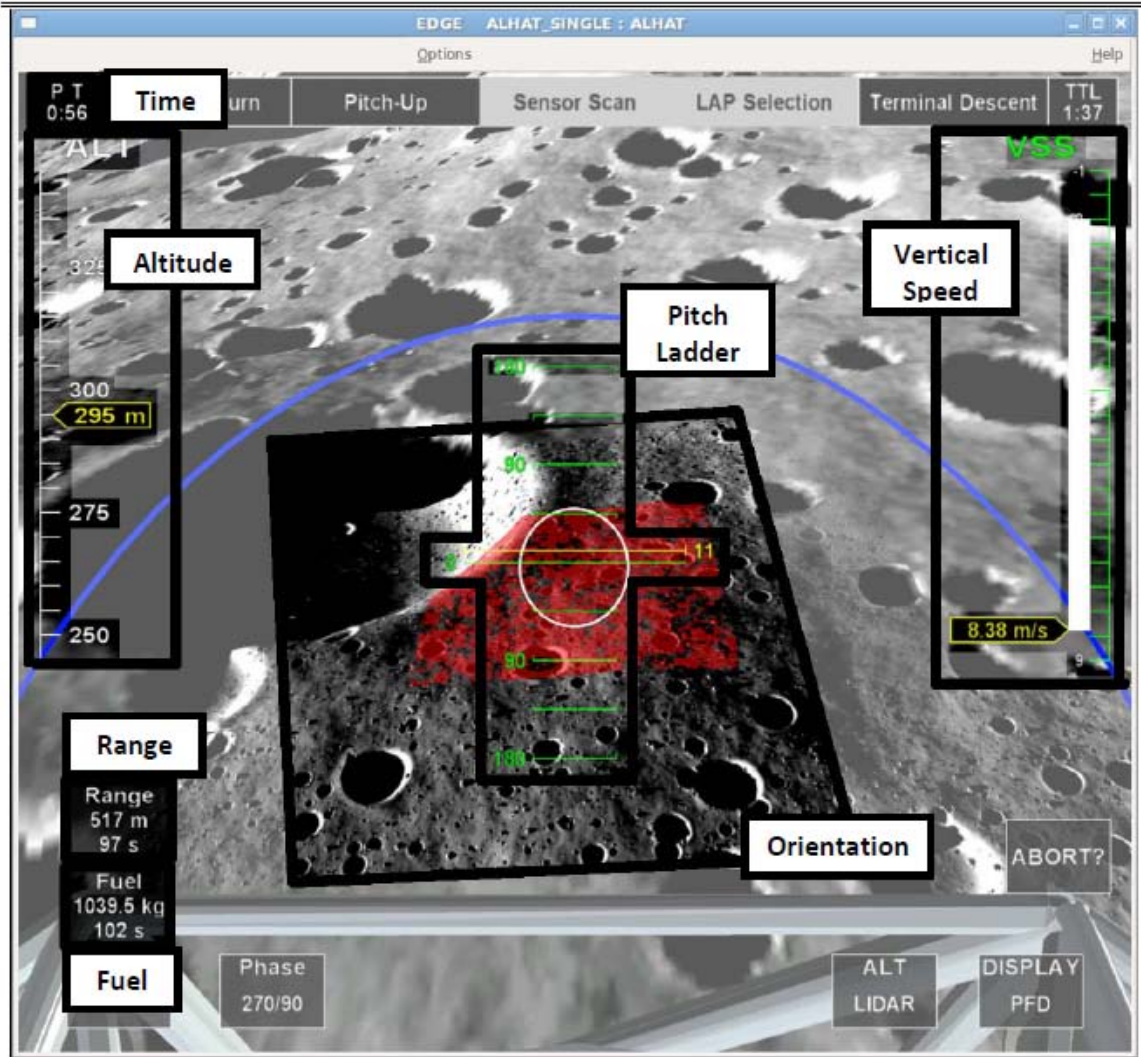 EDGE ALHAT_SINGLE : ALHAT
Options Help
P T
0:56
Time
urn
Pitch-Up
Sensor Scan
LAP Selection
Terminal Descent
TTL
1:37
ALT
VSS
-1
325
Altitude
Vertical
Speed
Pitch
Ladder
180
300
295 m
90
275
11
250
90
8.38 m/s
9
180
Range
Range
517 m
97 s
Orientation
ABORT?
Fuel
1039.5 kg
102 s
Fuel
Phase
270/90
ALT
LIDAR
DISPLAY
PFD